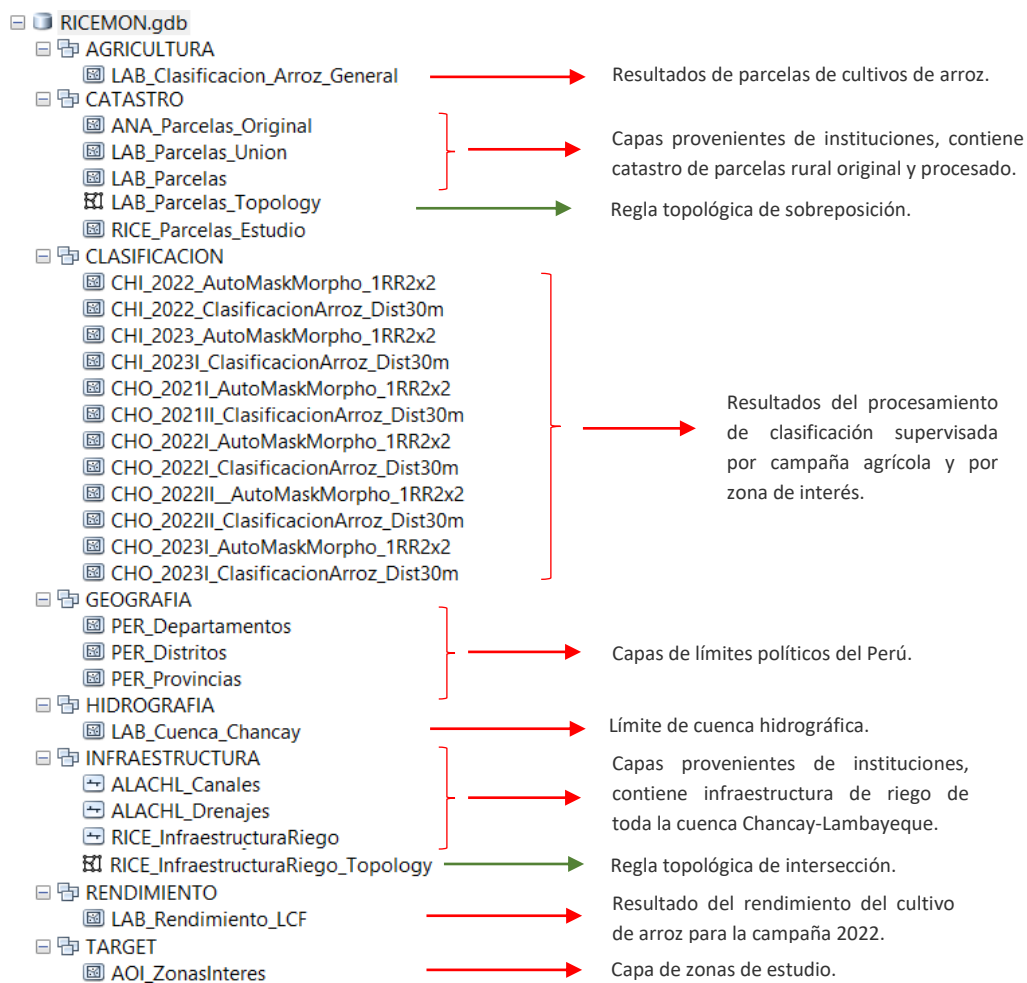 RICEMON.gdb
AGRICULTURA
LAB_Clasificacion_Arroz_General
Resultados de parcelas de cultivos de arroz.
CATASTRO
ANA_Parcelas_Original
LAB_Parcelas_Union
LAB_Parcelas
Capas provenientes de instituciones, contiene
catastro de parcelas rural original y procesado.
LAB_Parcelas_Topology
Regla topológica de sobreposición.
RICE_Parcelas_Estudio
CLASIFICACION
CHI_2022_AutoMaskMorpho_1RR2x2
CHI_2022_ClasificacionArroz_Dist30m
CHI_2023_AutoMaskMorpho_1RR2x2
CHI_2023I_ClasificacionArroz_Dist30m
CHO_2021I_AutoMaskMorpho_1RR2x2
CHO_2021II_ClasificacionArroz_Dist30m
CHO_2022I_AutoMaskMorpho_1RR2x2
CHO_2022I_ClasificacionArroz_Dist30m
CHO_2022II__AutoMaskMorpho_1RR2x2
CHO_2022II_ClasificacionArroz_Dist30m
CHO_2023I_AutoMaskMorpho_1RR2x2
CHO_2023I_ClasificacionArroz_Dist30m
Resultados del procesamiento
de clasificación supervisada
por campaña agrícola y por
zona de interés.
GEOGRAFIA
PER_Departamentos
PER_Distritos
PER_Provincias
Capas de límites políticos del Perú.
HIDROGRAFIA
LAB_Cuenca_Chancay
Límite de cuenca hidrográfica.
INFRAESTRUCTURA
ALACHL_Canales
ALACHL_Drenajes
RICE_InfraestructuraRiego
Capas provenientes de instituciones,
contiene infraestructura de riego de
toda la cuenca Chancay-Lambayeque.
RICE_InfraestructuraRiego_Topology
Regla topológica de intersección.
RENDIMIENTO
LAB_Rendimiento_LCF
Resultado del rendimiento del cultivo
de arroz para la campaña 2022.
TARGET
AOI_ZonasInteres
Capa de zonas de estudio.